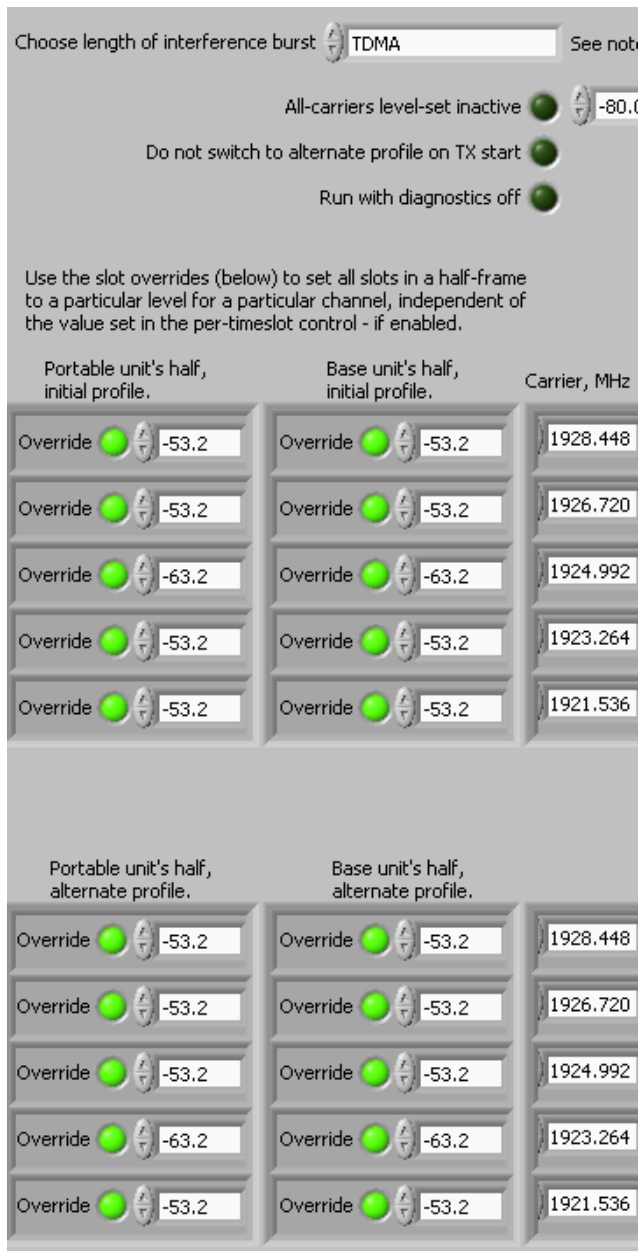 Choose length of interference burst TDMA See note
All-carriers level-set inactive -80.0
Do not switch to alternate profile on TX start
Run with diagnostics off
Use the slot overrides (below) to set all slots in a half-frame
to a particular level for a particular channel, independent of
the value set in the per-timeslot control - if enabled.
Portable unit's half,
initial profile.
Base unit's half,
initial profile.
Carrier, MHz
Override -53.2 Override -53.2 1928.448
Override -53.2 Override -53.2 1926.720
Override -63.2 Override -63.2 1924.992
Override -53.2 Override -53.2 1923.264
Override -53.2 Override -53.2 1921.536
Portable unit's half,
alternate profile.
Base unit's half,
alternate profile.
Override -53.2 Override -53.2 1928.448
Override -53.2 Override -53.2 1926.720
Override -53.2 Override -53.2 1924.992
Override -63.2 Override -63.2 1923.264
Override -53.2 Override -53.2 1921.536